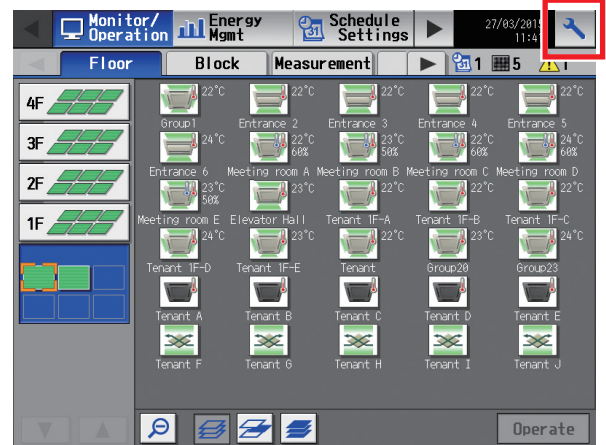 Monitor/ Operation
Energy Mgmt
Schedule Settings
27/03/201
11:4
Floor
Block
Measurement
31 1
5
1
4F
3F
2F
1F
22°C
22°C
22°C
22°C
22°C
Group1
Entrance 2
Entrance 3
Entrance 4
Entrance 5
24°C
22°C 60%
23°C 50%
22°C 60%
24°C 60%
Entrance 6
Meeting room A
Meeting room B
Meeting room C
Meeting room D
23°C 50%
23°C
22°C
22°C
22°C
Meeting room E
Elevator Hall
Tenant 1F-A
Tenant 1F-B
Tenant 1F-C
24°C
23°C
22°C
23°C
24°C
Tenant 1F-D
Tenant 1F-E
Tenant
Group20
Group23
Tenant A
Tenant B
Tenant C
Tenant D
Tenant E
Tenant F
Tenant G
Tenant H
Tenant I
Tenant J
Operate